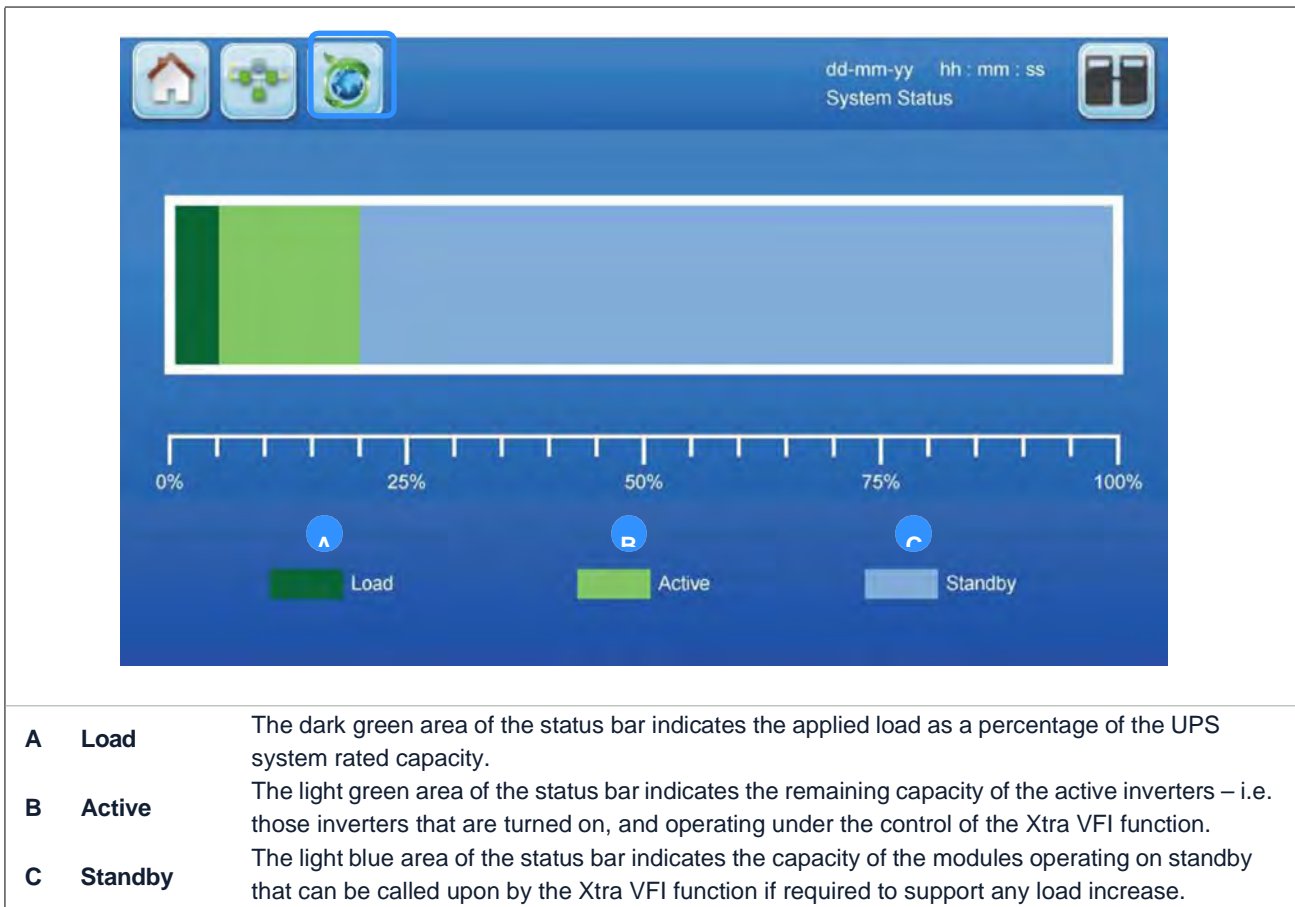 dd-mm-yy hh : mm : ss
System Status
0% 25% 50% 75% 100%
A B C
Load Active Standby
A Load The dark green area of the status bar indicates the applied load as a percentage of the UPS
system rated capacity.
B Active The light green area of the status bar indicates the remaining capacity of the active inverters – i.e.
those inverters that are turned on, and operating under the control of the Xtra VFI function.
C Standby The light blue area of the status bar indicates the capacity of the modules operating on standby
that can be called upon by the Xtra VFI function if required to support any load increase.